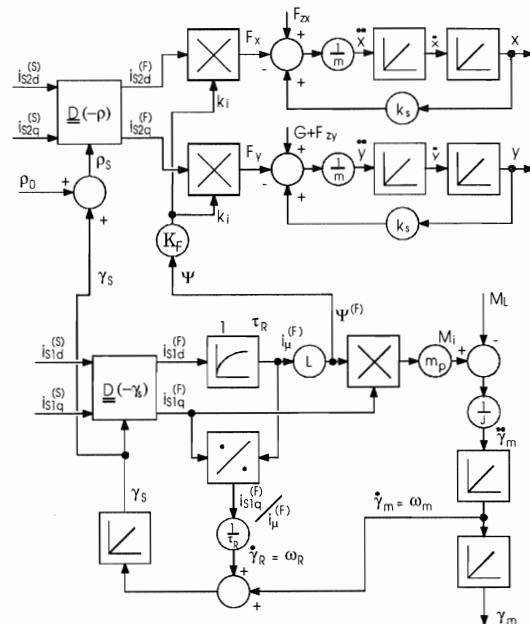 F_zx
i_S2d^(S) i_S2d^(F) F_x + 1/m ẍ ẋ x
- +
D(-ρ) k_i k_s
i_S2q^(S) i_S2q^(F) G+F_zy
ρ_S F_y + 1/m ÿ ẏ y
- +
ρ_0 + k_i k_s
+ K_F
γ_S Ψ Ψ^(F) M_L
1 τ_R
i_S1d^(S) i_S1d^(F) i_μ^(F) L M_i -
m_p +
D(-γ_s)
i_S1q^(S) i_S1q^(F) 1/J
γ̈_m
γ_S i_S1q^(F) / i_μ^(F)
γ̇_m = ω_m
1/τ_R
γ̇_R = ω_R
+
+
γ_m